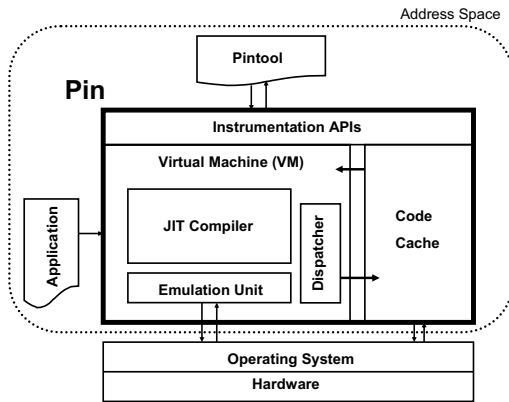 Address Space
Pintool
Pin
Instrumentation APIs
Virtual Machine (VM)
JIT Compiler
Emulation Unit
Dispatcher
Code
Cache
Application
Operating System
Hardware